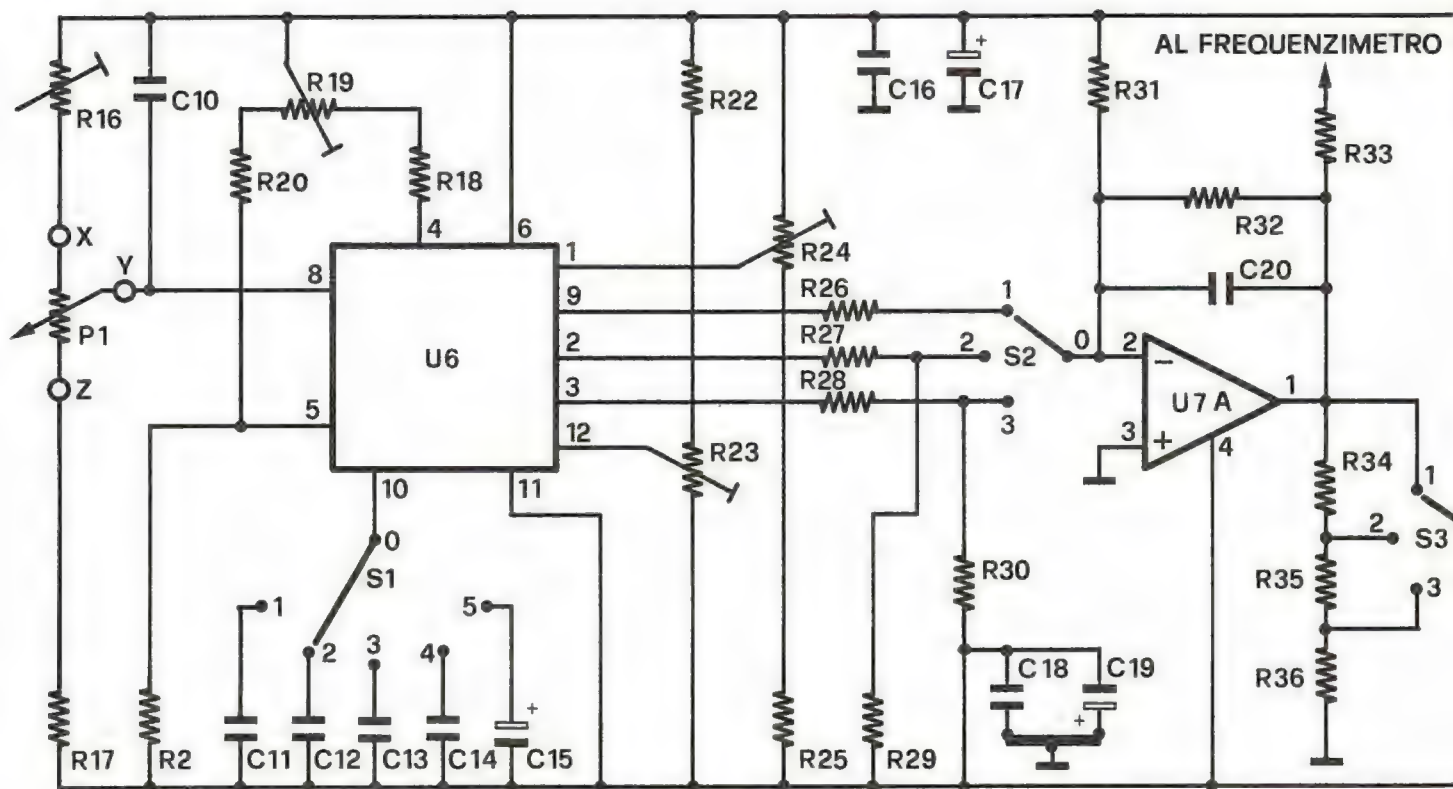 AL FREQUENZIMETRO
R16
C10
R19
R20
R18
R22
C16
+
C17
R31
R33
R32
X
Y
P1
Z
8
4
6
1
9
2
3
12
5
10
11
U6
R24
R26
R27
R28
1
2
3
0
S2
C20
2
−
3
+
U7A
1
4
R23
R34
1
2
S3
R35
3
R36
0
S1
1
2
3
4
5
R30
C18
C19
+
R17
R2
C11
C12
C13
C14
+
C15
R25
R29